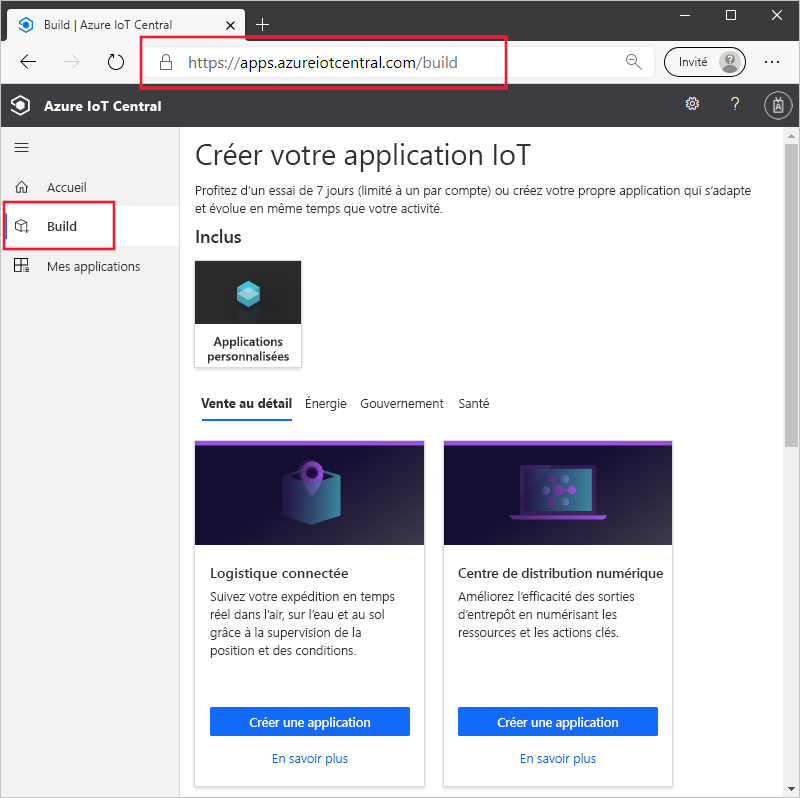 Build | Azure IoT Central
https://apps.azureiotcentral.com/build
Invité
Azure IoT Central
?
Accueil
Build
Mes applications
Créer votre application IoT
Profitez d’un essai de 7 jours (limité à un par compte) ou créez votre propre application qui s’adapte
et évolue en même temps que votre activité.
Inclus
Applications
personnalisées
Vente au détail Énergie Gouvernement Santé
Logistique connectée
Suivez votre expédition en temps
réel dans l’air, sur l’eau et au sol
grâce à la supervision de la
position et des conditions.
Créer une application
En savoir plus
Centre de distribution numérique
Améliorez l’efficacité des sorties
d’entrepôt en numérisant les
ressources et les actions clés.
Créer une application
En savoir plus